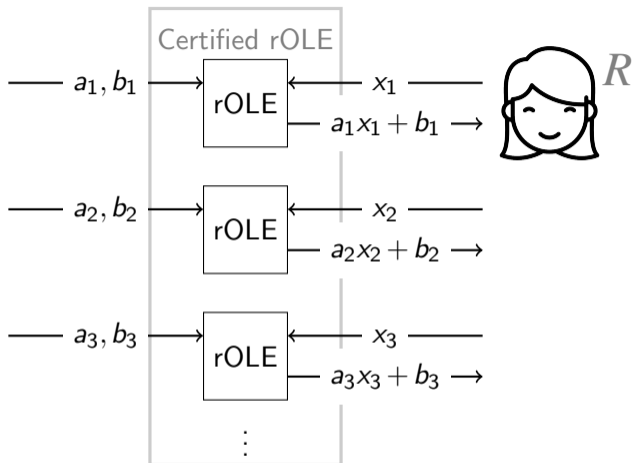 Certified rOLE
R
a₁, b₁
rOLE
x₁
a₁x₁ + b₁
a₂, b₂
rOLE
x₂
a₂x₂ + b₂
a₃, b₃
rOLE
x₃
a₃x₃ + b₃
⋮